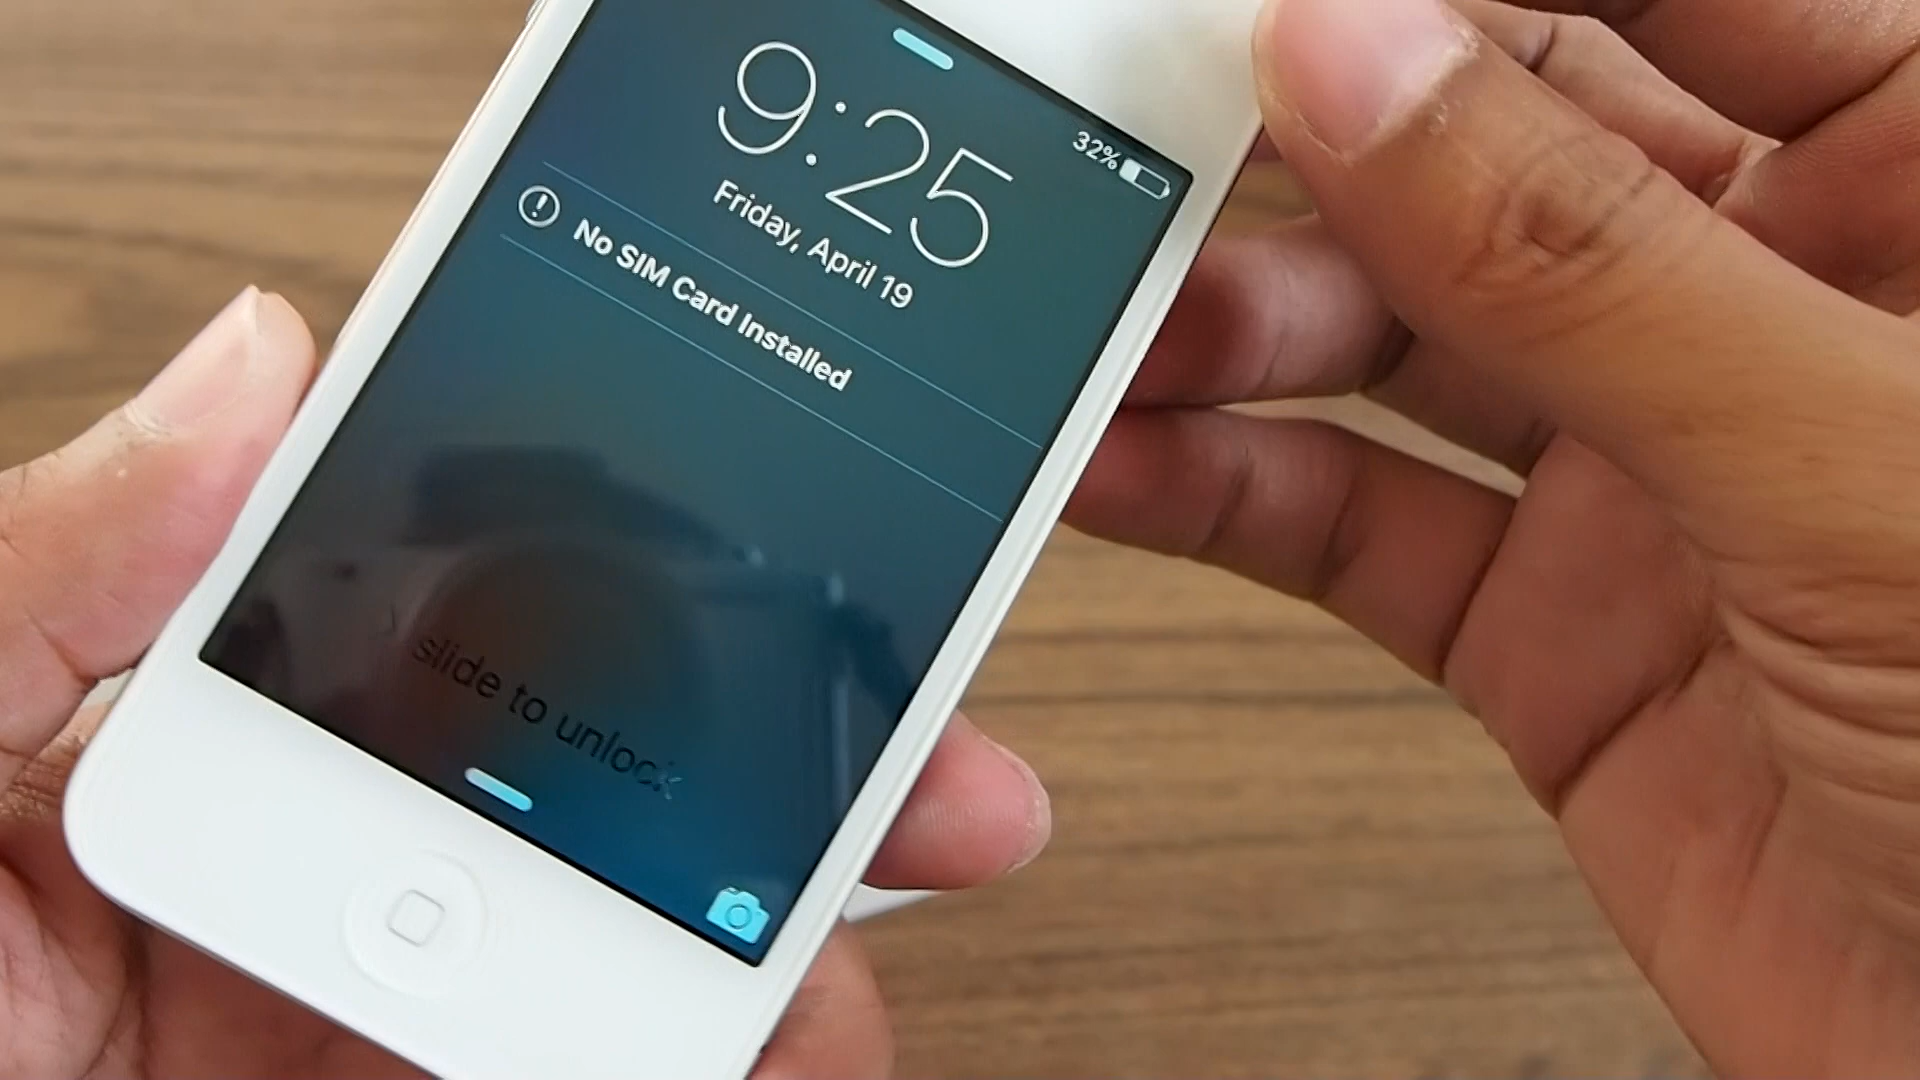 32%
9:25
Friday, April 19
No SIM Card Installed
slide to unlock